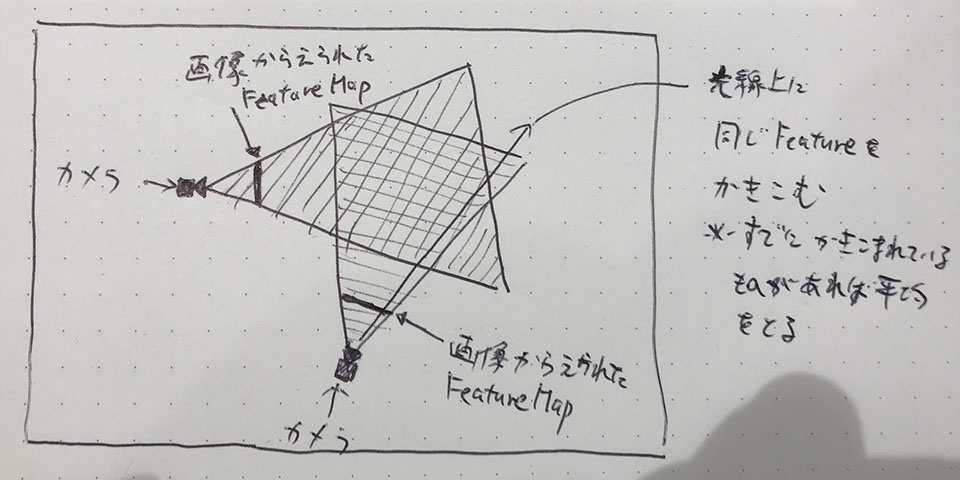 画像からえられた
Feature Map
カメラ
光線上に
同じFeatureを
かきこむ
※すでにかきこまれている
ものがあれば平均
をとる
画像からえられた
Feature Map
カメラ